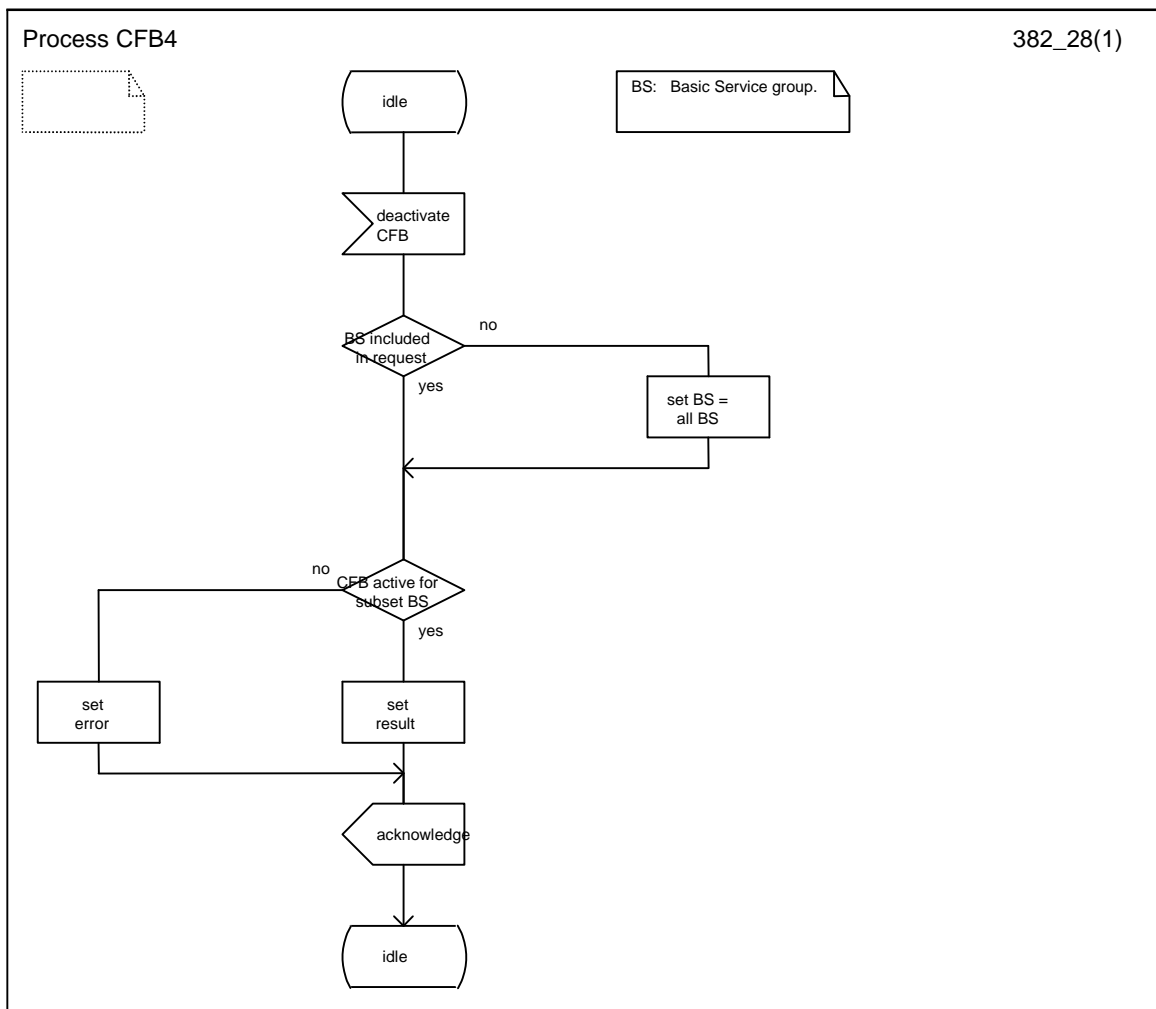 Process CFB4
382_28(1)
idle
BS: Basic Service group.
deactivate
CFB
BS included
in request
no
yes
set BS =
all BS
no
CFB active for
subset BS
yes
set
error
set
result
acknowledge
idle